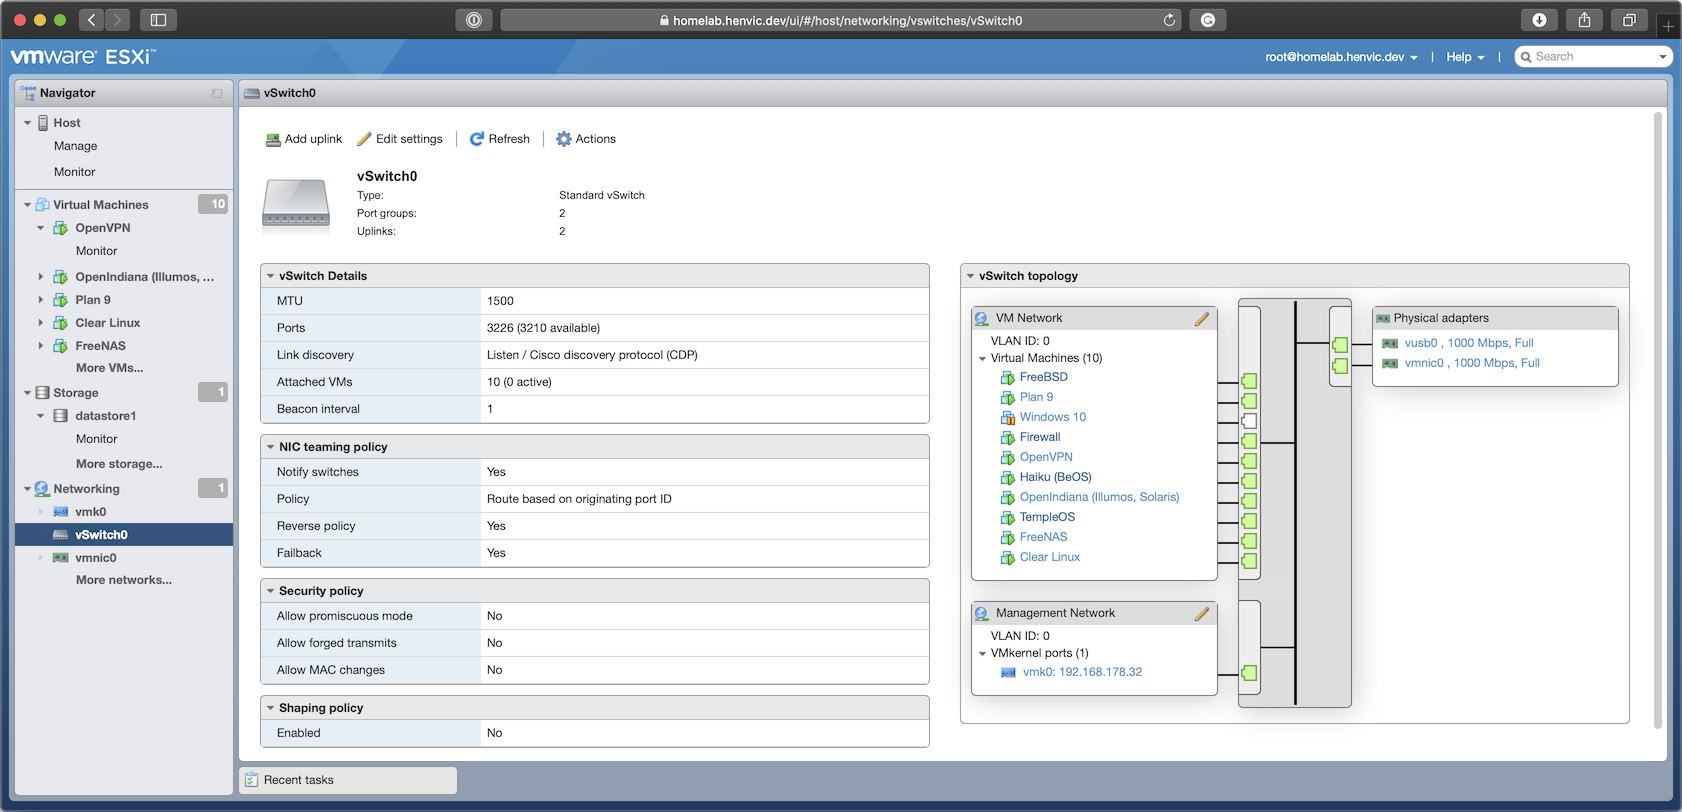 homelab.henvic.dev/ui/#/host/networking/vswitches/vSwitch0
vmware ESXi™
root@homelab.henvic.dev
Help
Search
Navigator
Host
Manage
Monitor
Virtual Machines 10
OpenVPN
Monitor
OpenIndiana (Illumos, ...
Plan 9
Clear Linux
FreeNAS
More VMs...
Storage 1
datastore1
Monitor
More storage...
Networking 1
vmk0
vSwitch0
vmnic0
More networks...
vSwitch0
Add uplink
Edit settings
Refresh
Actions
vSwitch0
Type: Standard vSwitch
Port groups: 2
Uplinks: 2
vSwitch Details
MTU 1500
Ports 3226 (3210 available)
Link discovery Listen / Cisco discovery protocol (CDP)
Attached VMs 10 (0 active)
Beacon interval 1
NIC teaming policy
Notify switches Yes
Policy Route based on originating port ID
Reverse policy Yes
Failback Yes
Security policy
Allow promiscuous mode No
Allow forged transmits No
Allow MAC changes No
Shaping policy
Enabled No
vSwitch topology
VM Network
VLAN ID: 0
Virtual Machines (10)
FreeBSD
Plan 9
Windows 10
Firewall
OpenVPN
Haiku (BeOS)
OpenIndiana (Illumos, Solaris)
TempleOS
FreeNAS
Clear Linux
Management Network
VLAN ID: 0
VMkernel ports (1)
vmk0: 192.168.178.32
Physical adapters
vusb0 , 1000 Mbps, Full
vmnic0 , 1000 Mbps, Full
Recent tasks